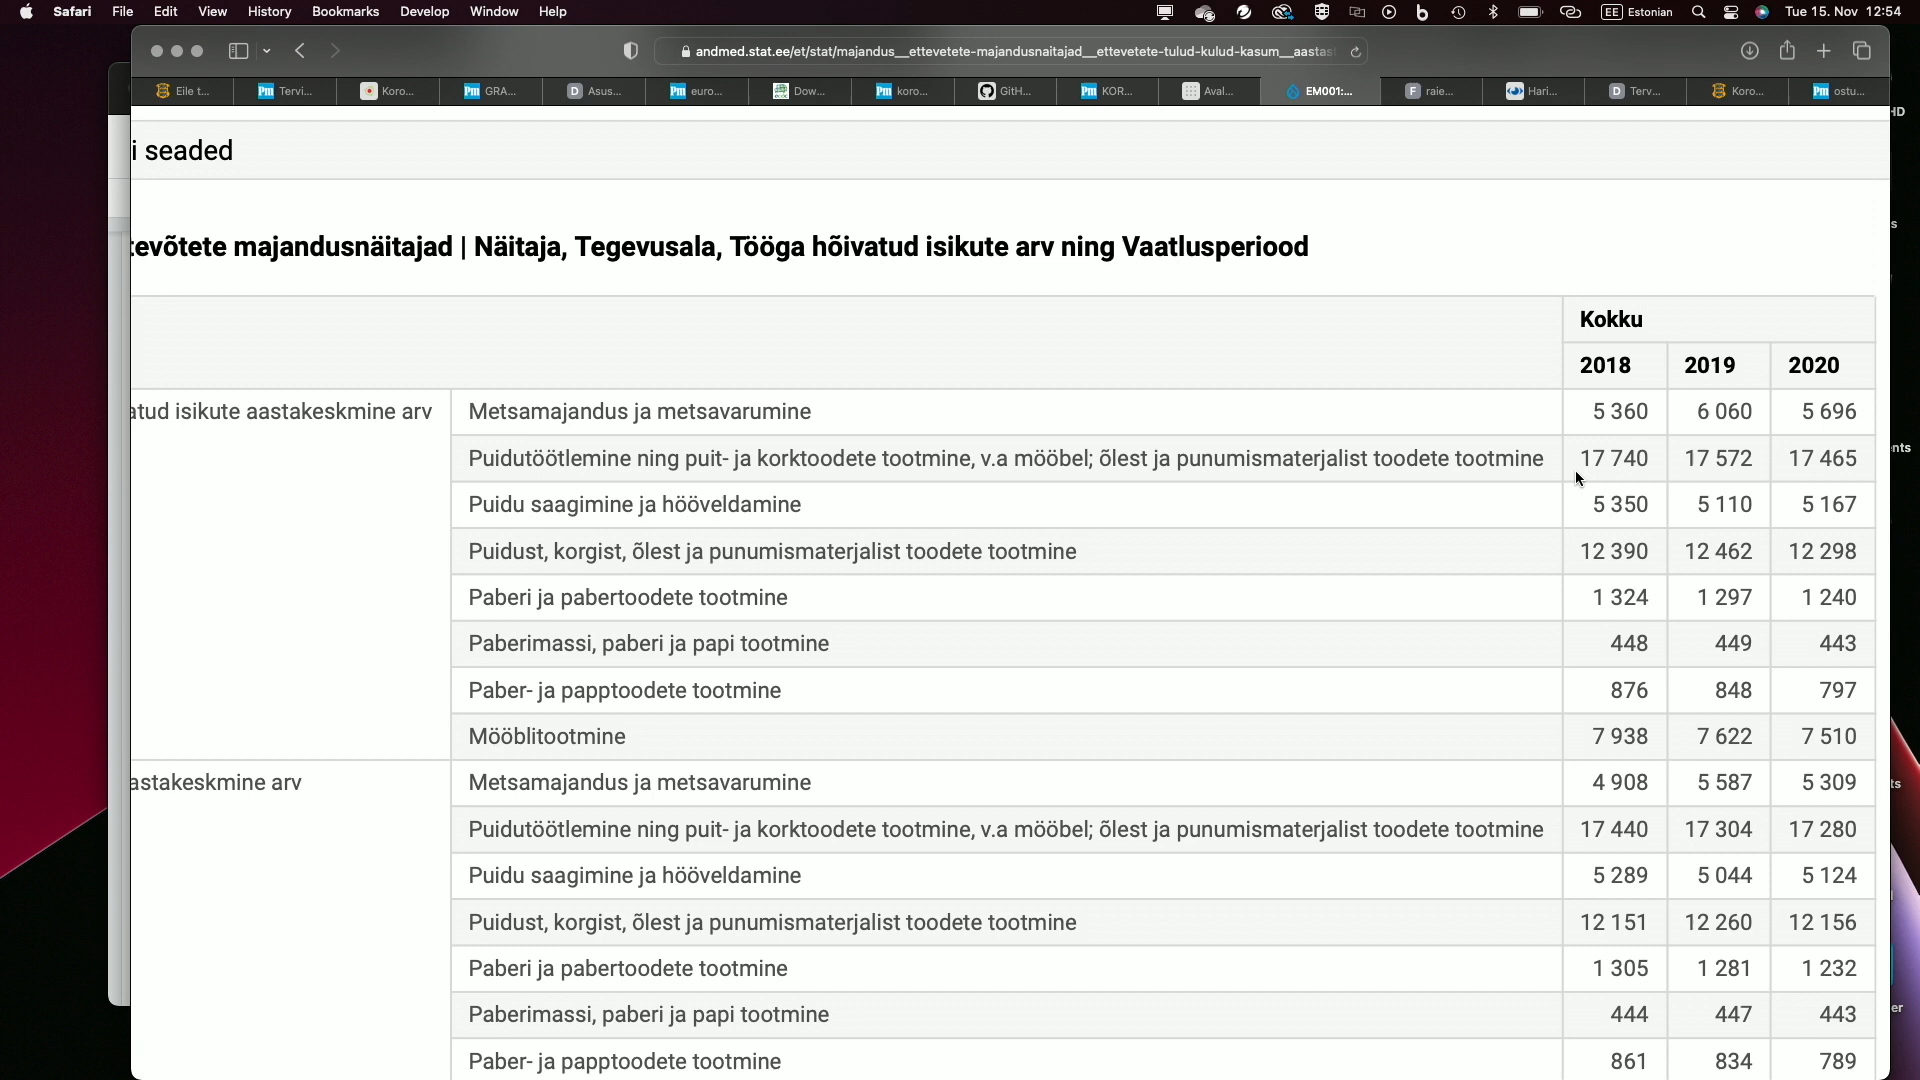 Safari File Edit View History Bookmarks Develop Window Help EE Estonian Tue 15. Nov 12:54
andmed.stat.ee/et/stat/majandus__ettevetete-majandusnaitajad__ettevetete-tulud-kulud-kasum__aastas
Eile t... Pm Tervi... Koro... Pm GRA... D Asus... Pm euro... Dow... Pm koro... GitH... Pm KOR... Aval... EM001:... F raie... Hari... D Terv... Koro... Pm ostu...
i seaded
tevõtete majandusnäitajad | Näitaja, Tegevusala, Tööga hõivatud isikute arv ning Vaatlusperiood
Kokku
2018 2019 2020
atud isikute aastakeskmine arv Metsamajandus ja metsavarumine 5 360 6 060 5 696
Puidutöötlemine ning puit- ja korktoodete tootmine, v.a mööbel; õlest ja punumismaterjalist toodete tootmine 17 740 17 572 17 465
Puidu saagimine ja hööveldamine 5 350 5 110 5 167
Puidust, korgist, õlest ja punumismaterjalist toodete tootmine 12 390 12 462 12 298
Paberi ja pabertoodete tootmine 1 324 1 297 1 240
Paberimassi, paberi ja papi tootmine 448 449 443
Paber- ja papptoodete tootmine 876 848 797
Mööblitootmine 7 938 7 622 7 510
astakeskmine arv Metsamajandus ja metsavarumine 4 908 5 587 5 309
Puidutöötlemine ning puit- ja korktoodete tootmine, v.a mööbel; õlest ja punumismaterjalist toodete tootmine 17 440 17 304 17 280
Puidu saagimine ja hööveldamine 5 289 5 044 5 124
Puidust, korgist, õlest ja punumismaterjalist toodete tootmine 12 151 12 260 12 156
Paberi ja pabertoodete tootmine 1 305 1 281 1 232
Paberimassi, paberi ja papi tootmine 444 447 443
Paber- ja papptoodete tootmine 861 834 789